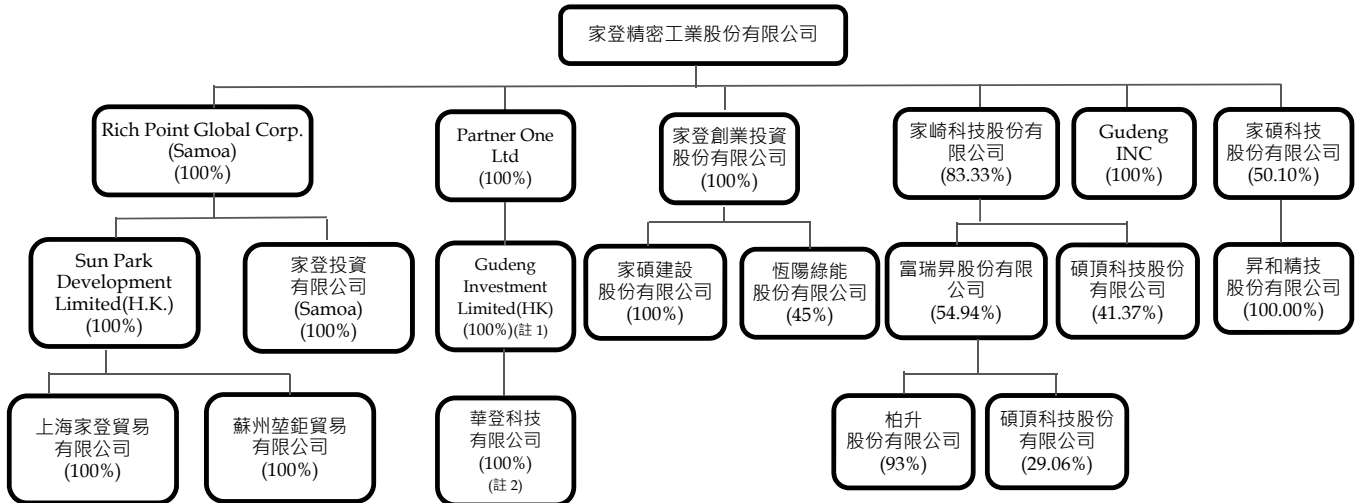 家登精密工業股份有限公司
Rich Point Global Corp.
(Samoa)
(100%)
Partner One
Ltd
(100%)
家登創業投資
股份有限公司
(100%)
家崎科技股份有
限公司
(83.33%)
Gudeng
INC
(100%)
家碩科技
股份有限公司
(50.10%)
Sun Park
Development
Limited(H.K.)
(100%)
家登投資
有限公司
(Samoa)
(100%)
Gudeng
Investment
Limited(HK)
(100%)(註 1)
家碩建設
股份有限公司
(100%)
恆陽綠能
股份有限公司
(45%)
富瑞昇股份有限
公司
(54.94%)
碩頂科技股份
有限公司
(41.37%)
昇和精技
股份有限公司
(100.00%)
上海家登貿易
有限公司
(100%)
蘇州堃鉅貿易
有限公司
(100%)
華登科技
有限公司
(100%)
(註 2)
柏升
股份有限公司
(93%)
碩頂科技股份
有限公司
(29.06%)